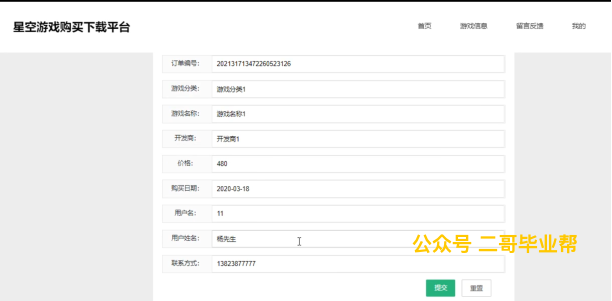 星空游戏购买下载平台
首页 游戏信息 留言反馈 我的
订单编号: 202131713472260523126
游戏分类: 游戏分类1
游戏名称: 游戏名称1
开发商: 开发商1
价格: 480
购买日期: 2020-03-18
用户名: 11
用户姓名: 杨先生
联系方式: 13823877777
提交 重置
公众号 二哥毕业帮